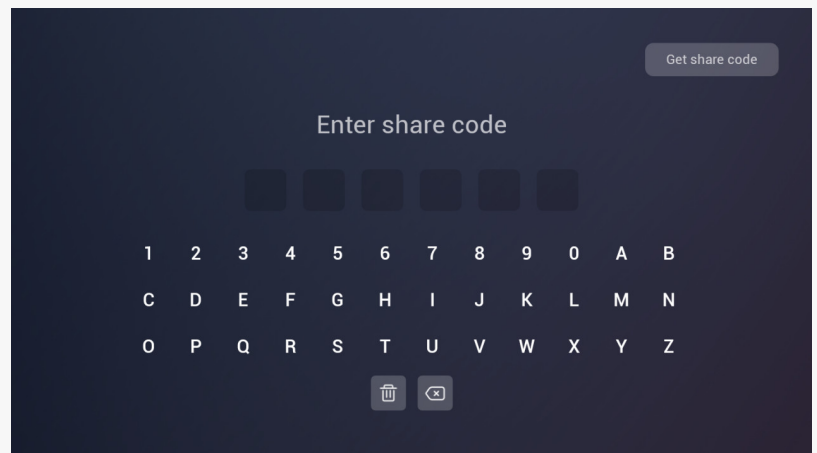 Get share code
Enter share code
1 2 3 4 5 6 7 8 9 0 A B
C D E F G H I J K L M N
O P Q R S T U V W X Y Z